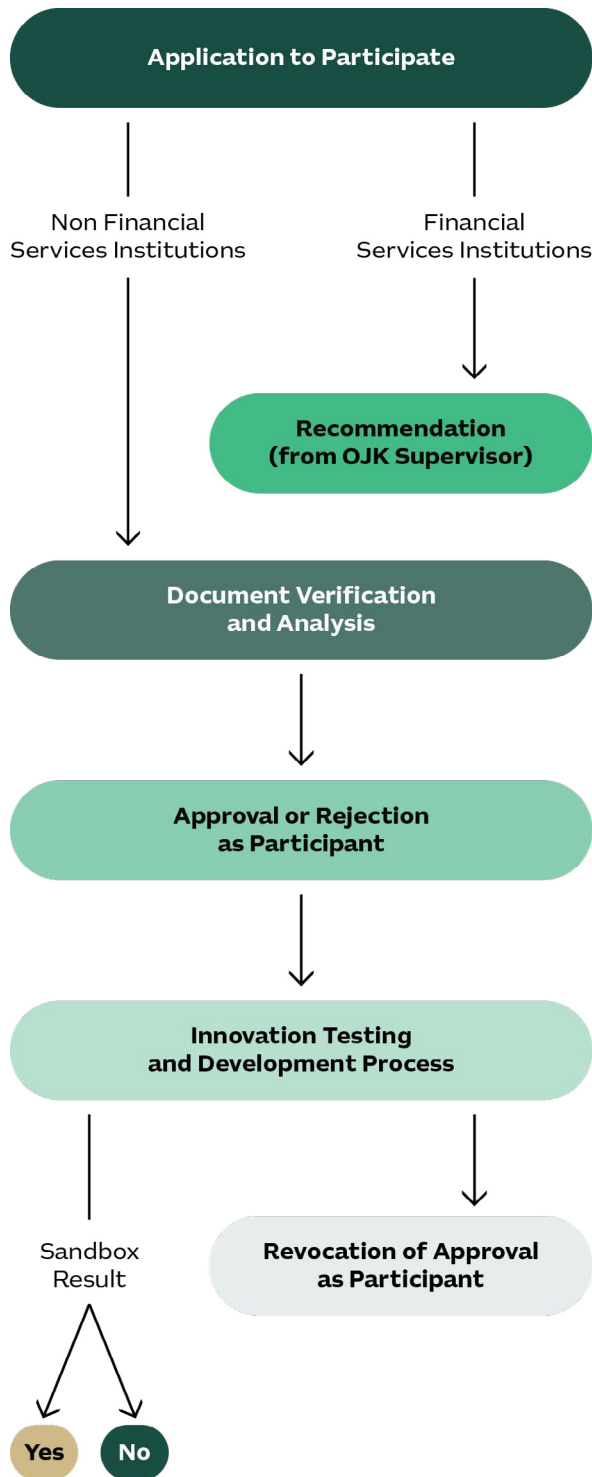 Application to Participate
Non Financial
Services Institutions
Financial
Services Institutions
Recommendation
(from OJK Supervisor)
Document Verification
and Analysis
Approval or Rejection
as Participant
Innovation Testing
and Development Process
Sandbox
Result
Revocation of Approval
as Participant
Yes
No